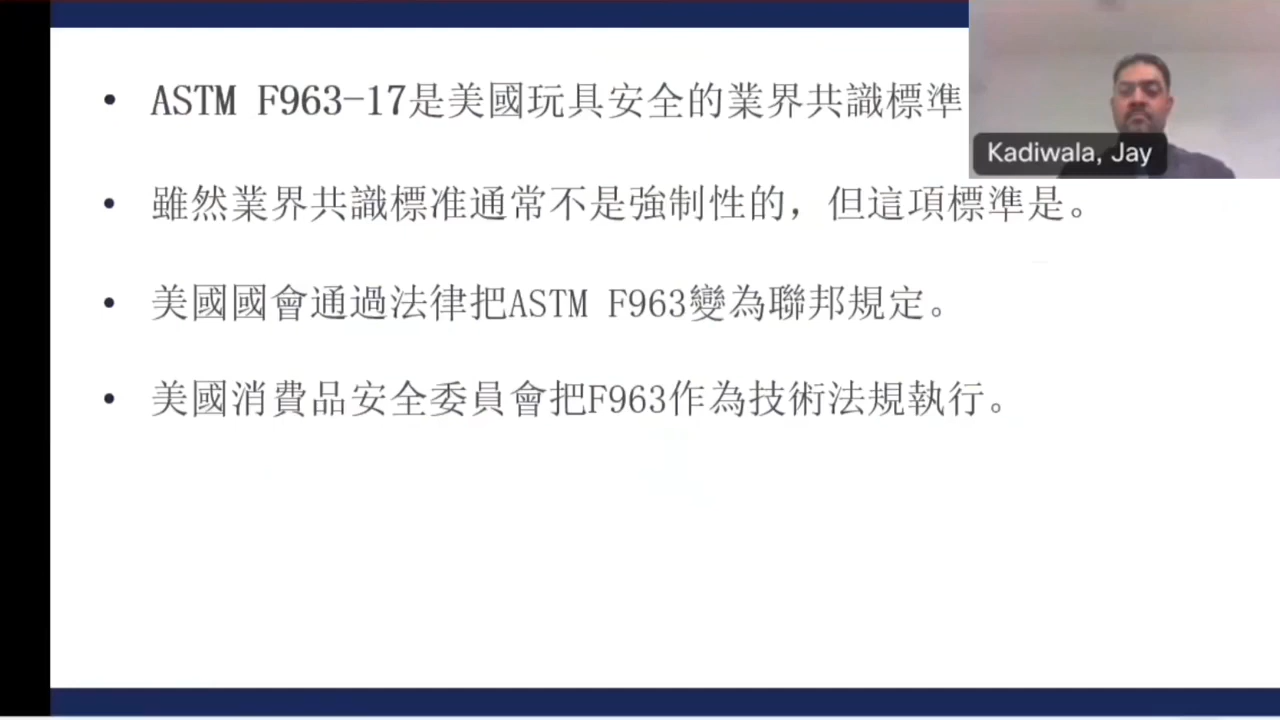 • ASTM F963-17是美國玩具安全的業界共識標準
Kadiwala, Jay
• 雖然業界共識標准通常不是強制性的，但這項標準是。
• 美國國會通過法律把ASTM F963變為聯邦規定。
• 美國消費品安全委員會把F963作為技術法規執行。